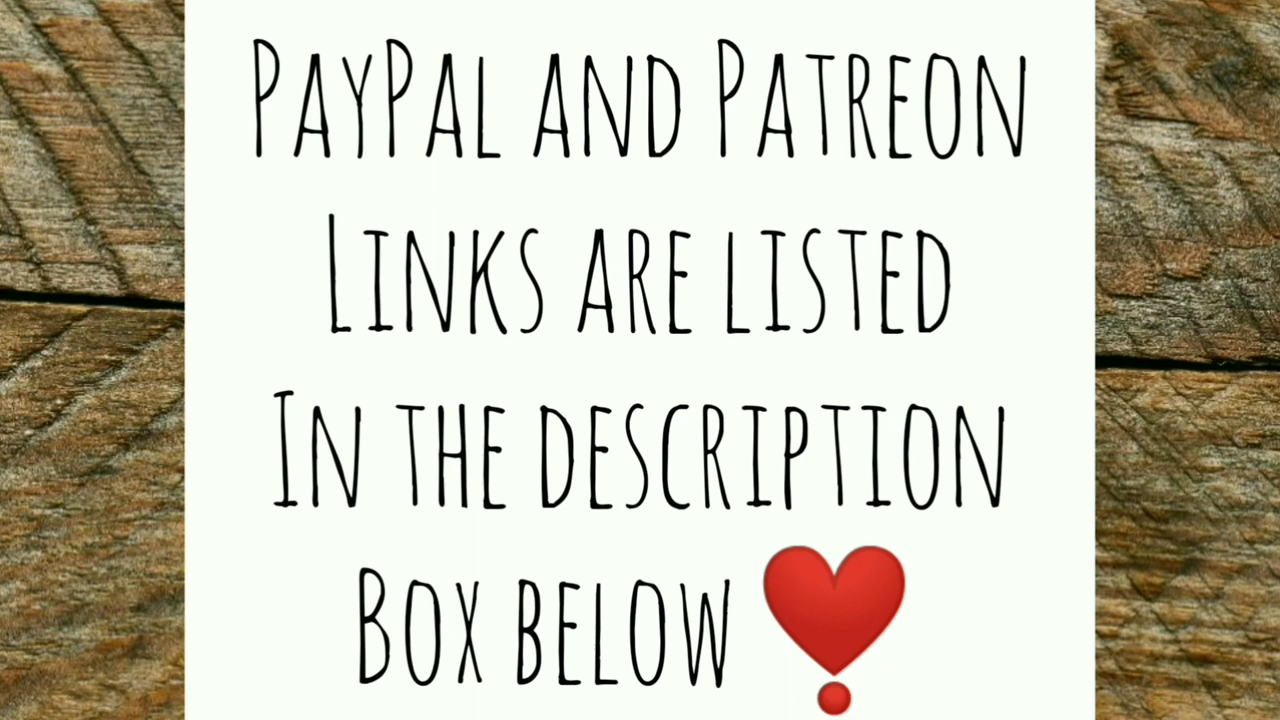 PayPal and Patreon
Links are listed
In the description
Box below ❣️